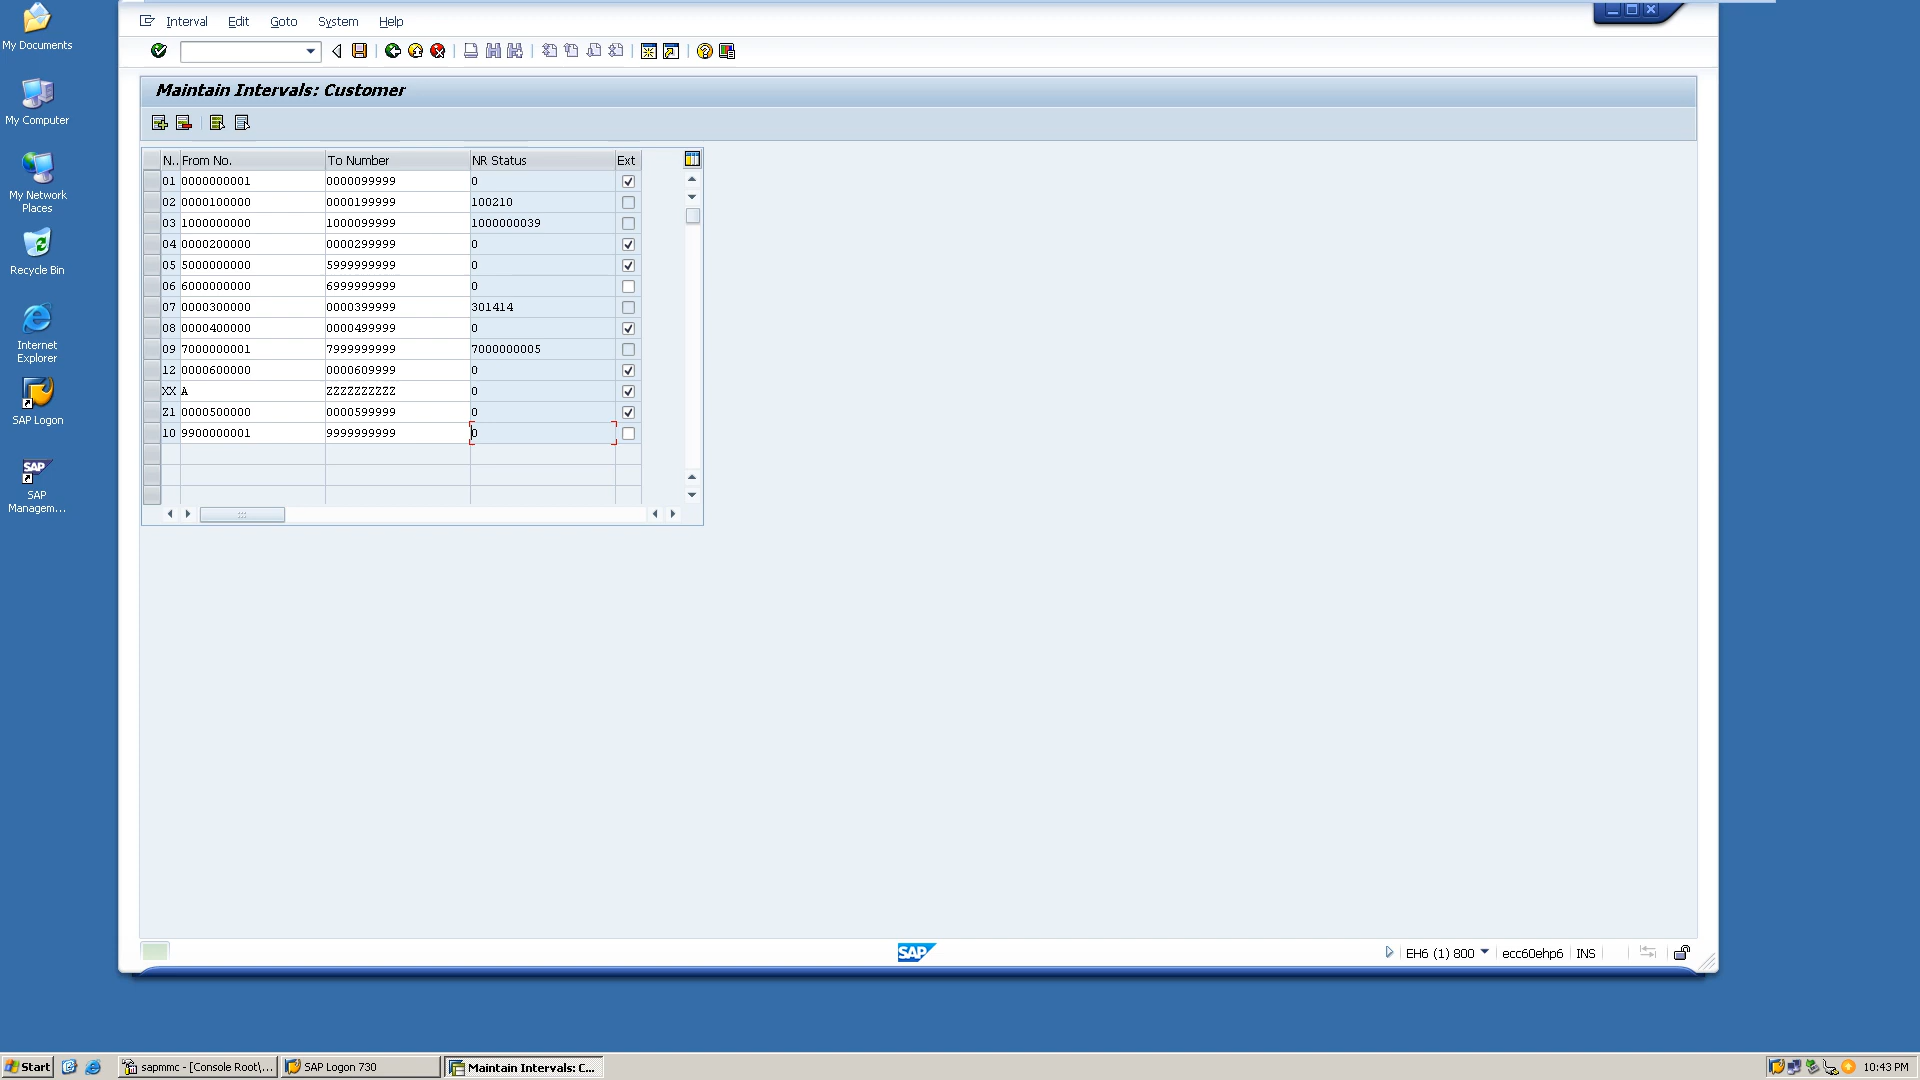 My Documents
My Computer
My Network
Places
Recycle Bin
Internet
Explorer
SAP Logon
SAP
SAP
Managem...
Interval Edit Goto System Help
Maintain Intervals: Customer
N.. From No. To Number NR Status Ext
01 0000000001 0000099999 0
02 0000100000 0000199999 100210
03 1000000000 1000099999 1000000039
04 0000200000 0000299999 0
05 5000000000 5999999999 0
06 6000000000 6999999999 0
07 0000300000 0000399999 301414
08 0000400000 0000499999 0
09 7000000001 7999999999 7000000005
12 0000600000 0000609999 0
XX A ZZZZZZZZZZ 0
Z1 0000500000 0000599999 0
10 9900000001 9999999999 0
SAP
EH6 (1) 800 ecc60ehp6 INS
Start sapmmc - [Console Root\... SAP Logon 730 Maintain Intervals: C... 10:43 PM